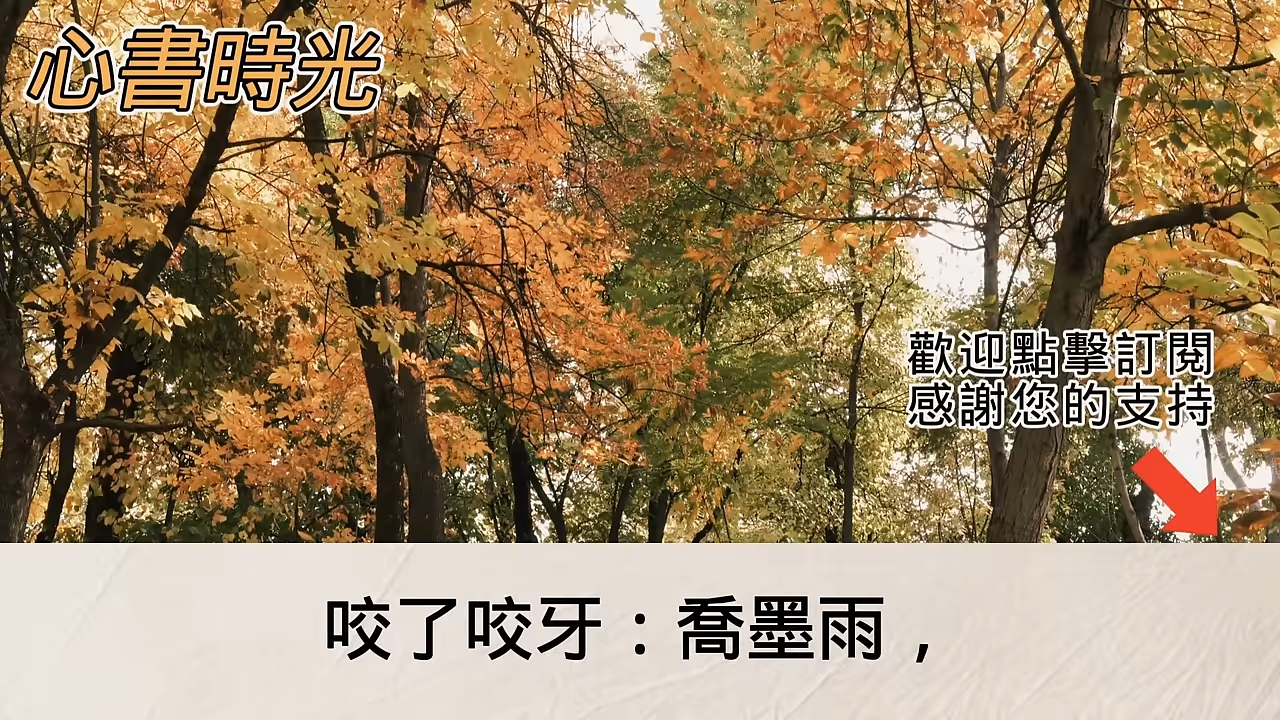 心書時光
歡迎點擊訂閱
感謝您的支持
咬了咬牙：喬墨雨，